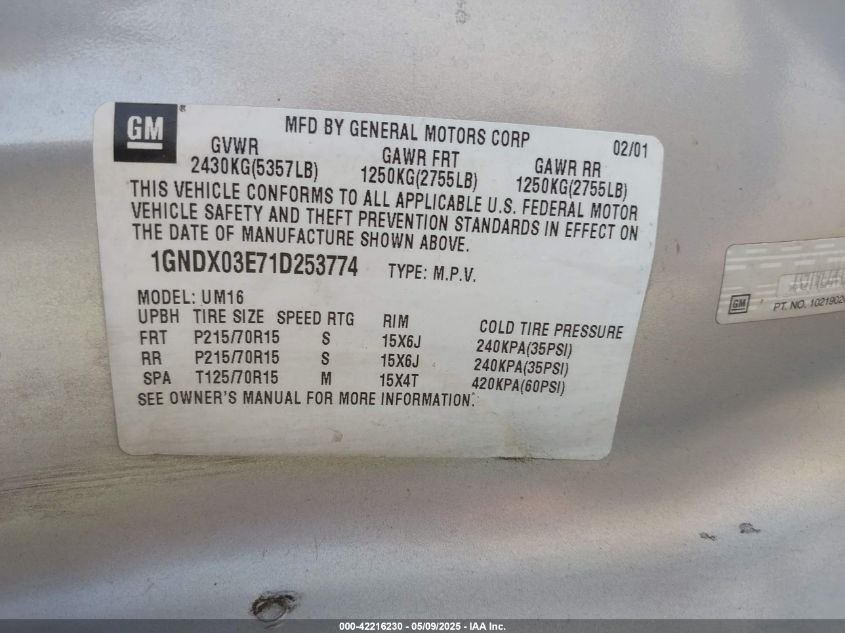 GM
MFD BY GENERAL MOTORS CORP 02/01
GVWR GAWR FRT GAWR RR
2430KG(5357LB) 1250KG(2755LB) 1250KG(2755LB)
THIS VEHICLE CONFORMS TO ALL APPLICABLE U.S. FEDERAL MOTOR
VEHICLE SAFETY AND THEFT PREVENTION STANDARDS IN EFFECT ON
THE DATE OF MANUFACTURE SHOWN ABOVE.
1GNDX03E71D253774 TYPE: M.P.V.
MODEL: UM16
UPBH TIRE SIZE SPEED RTG RIM COLD TIRE PRESSURE
FRT P215/70R15 S 15X6J 240KPA(35PSI)
RR P215/70R15 S 15X6J 240KPA(35PSI)
SPA T125/70R15 M 15X4T 420KPA(60PSI)
SEE OWNER'S MANUAL FOR MORE INFORMATION.
GM
PT. NO.
000-42216230 - 05/09/2025 - IAA Inc.